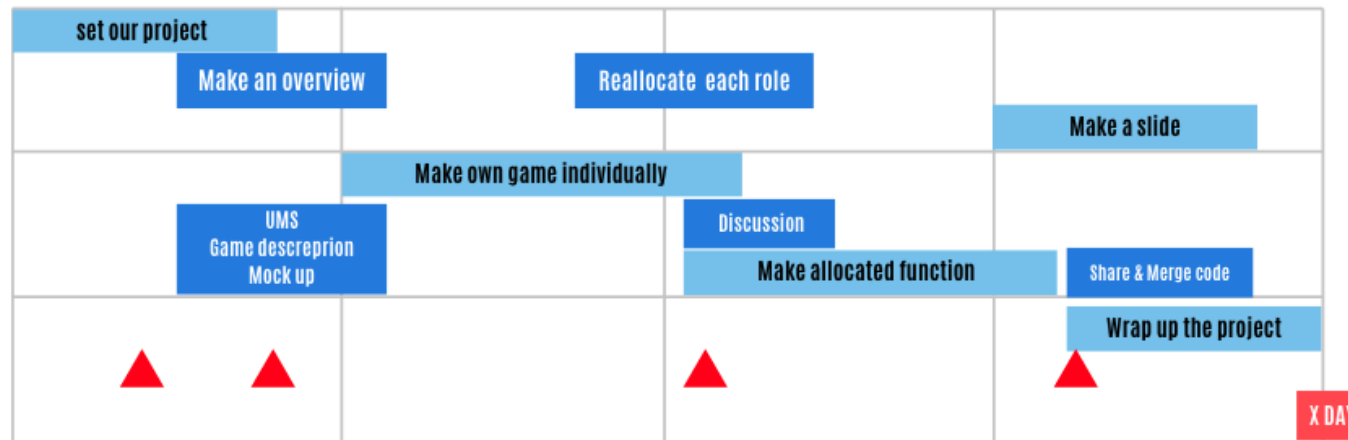 set our project
Make an overview
Reallocate each role
Make a slide
Make own game individually
UMS
Game descreprion
Mock up
Discussion
Make allocated function
Share & Merge code
Wrap up the project
X DAY